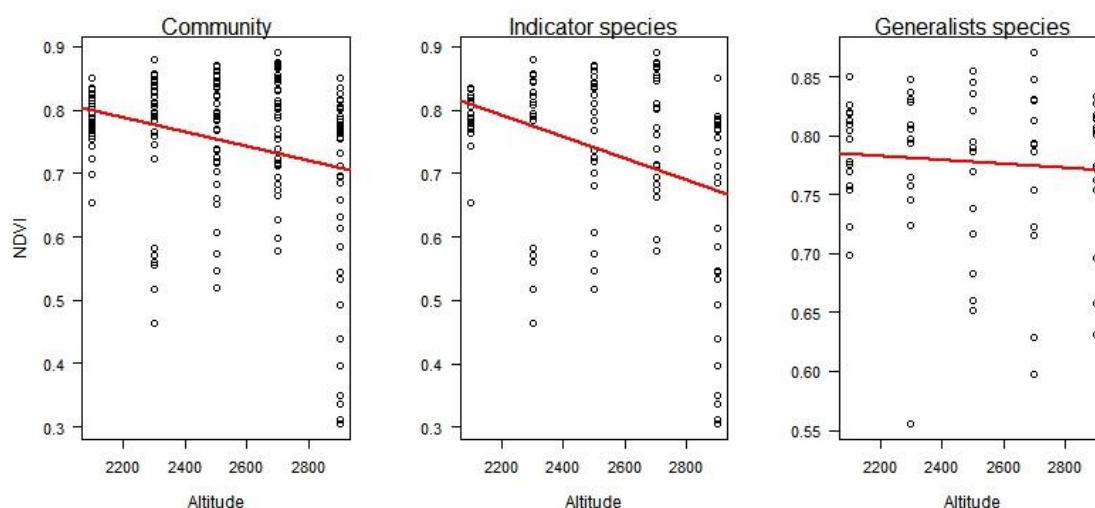 Community
Indicator species
Generalists species
NDVI
0.9
0.8
0.7
0.6
0.5
0.4
0.3
2200 2400 2600 2800
Altitude
0.9
0.8
0.7
0.6
0.5
0.4
0.3
2200 2400 2600 2800
Altitude
0.85
0.80
0.75
0.70
0.65
0.60
0.55
2200 2400 2600 2800
Altitude